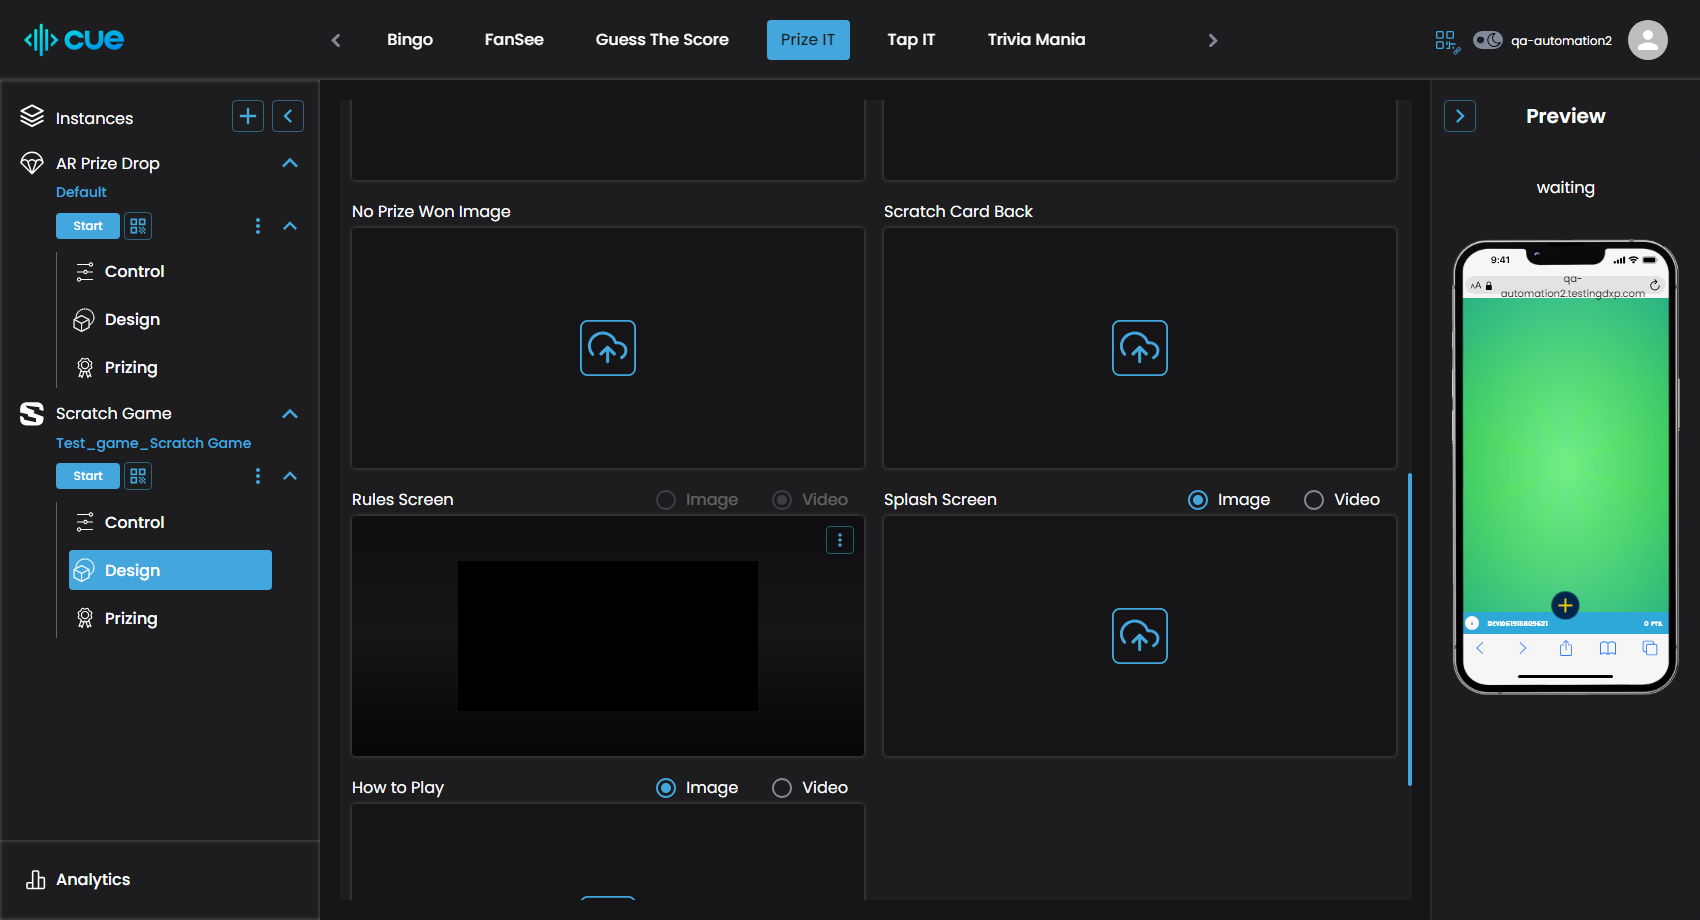 cue
Bingo
FanSee
Guess The Score
Prize IT
Tap IT
Trivia Mania
qa-automation2
Instances
AR Prize Drop
Default
Start
Control
Design
Prizing
Scratch Game
Test_game_Scratch Game
Start
Control
Design
Prizing
Analytics
No Prize Won Image
Scratch Card Back
Rules Screen
Image
Video
Splash Screen
Image
Video
How to Play
Image
Video
Preview
waiting
9:41
AA
qa-
automation2.testingdxp.com
0 PTS.